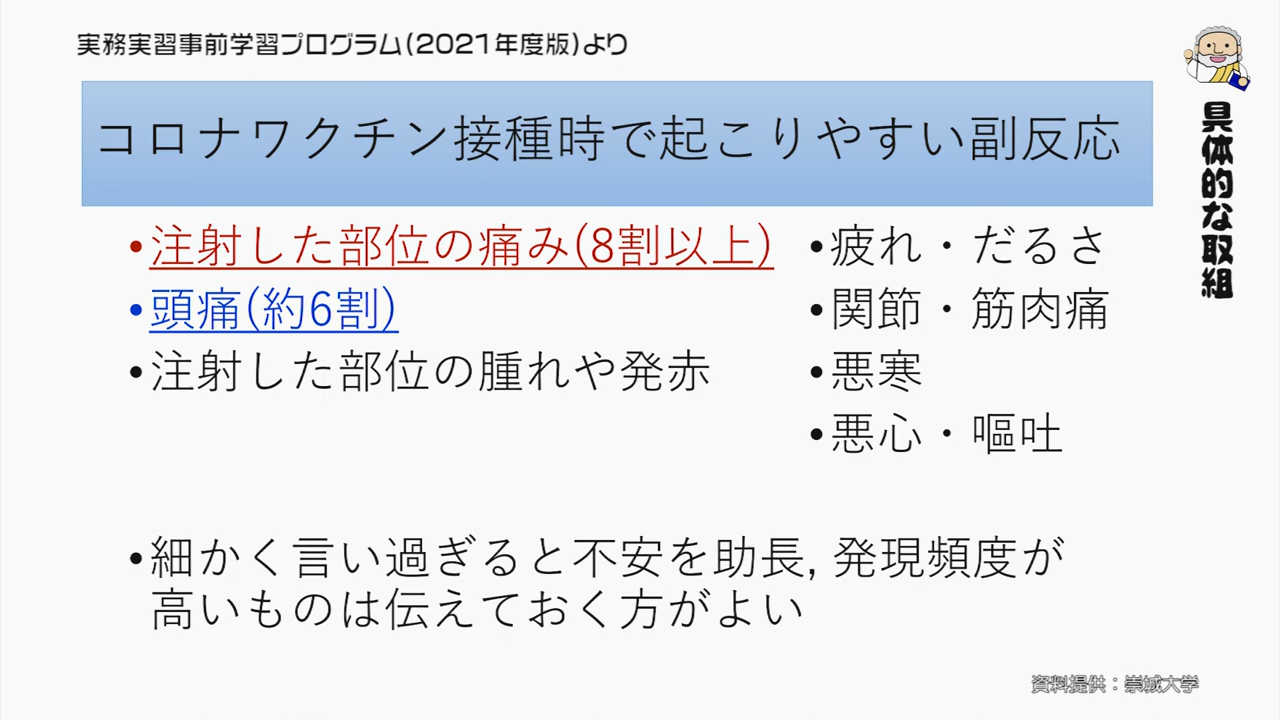 実務実習事前学習プログラム(2021年度版)より
コロナワクチン接種時で起こりやすい副反応
•注射した部位の痛み(8割以上)
•頭痛(約6割)
•注射した部位の腫れや発赤
•疲れ・だるさ
•関節・筋肉痛
•悪寒
•悪心・嘔吐
•細かく言い過ぎると不安を助長, 発現頻度が
高いものは伝えておく方がよい
具体的な取組
資料提供：崇城大学